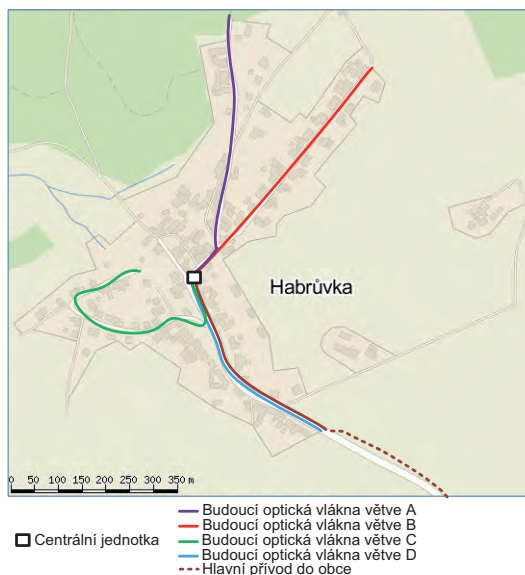 Habrůvka
0 50 100 150 200 250 300 350 m
Centrální jednotka
Budoucí optická vlákna větve A
Budoucí optická vlákna větve B
Budoucí optická vlákna větve C
Budoucí optická vlákna větve D
Hlavní přívod do obce